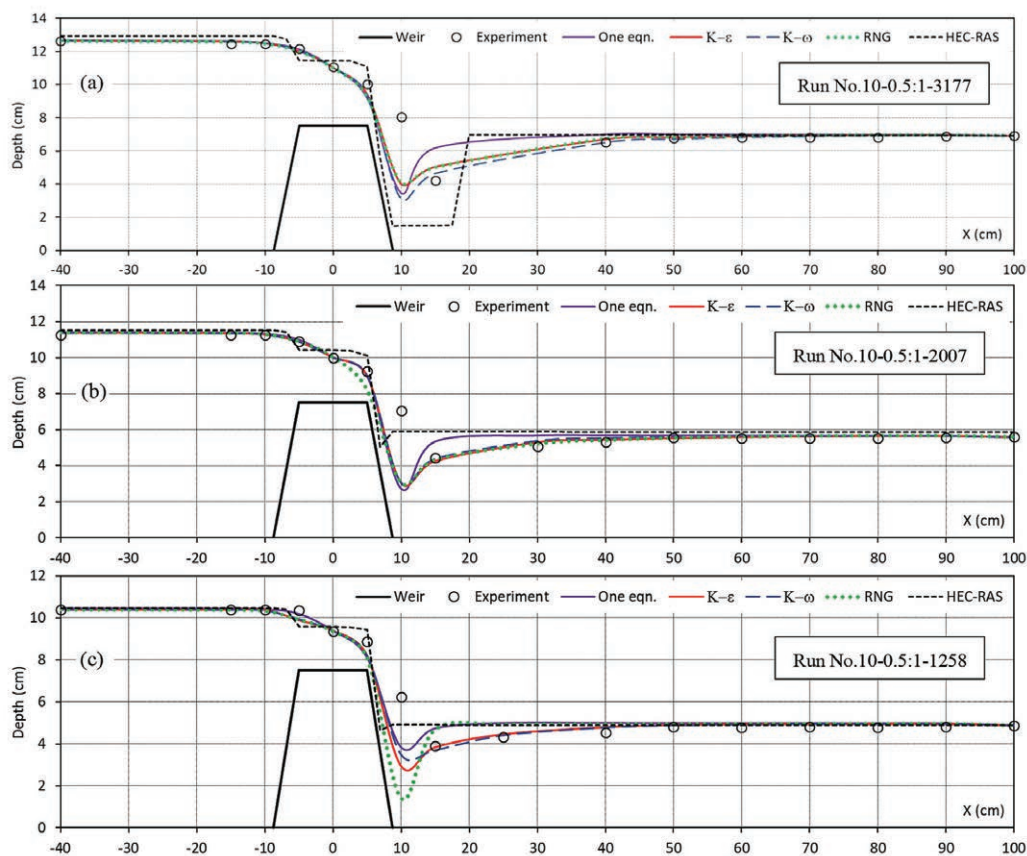 14
Weir Experiment One eqn. K–ε K–ω RNG HEC-RAS
12
(a)
Run No.10-0.5:1-3177
10
8
Depth (cm)
6
4
2
X (cm)
0
-40 -30 -20 -10 0 10 20 30 40 50 60 70 80 90 100
14
Weir Experiment One eqn. K–ε K–ω RNG HEC-RAS
12
Run No.10-0.5:1-2007
10
(b)
8
Depth (cm)
6
4
2
X (cm)
0
-40 -30 -20 -10 0 10 20 30 40 50 60 70 80 90 100
12
Weir Experiment One eqn. K–ε K–ω RNG HEC-RAS
10
(c)
Run No.10-0.5:1-1258
8
Depth (cm)
6
4
2
X (cm)
0
-40 -30 -20 -10 0 10 20 30 40 50 60 70 80 90 100